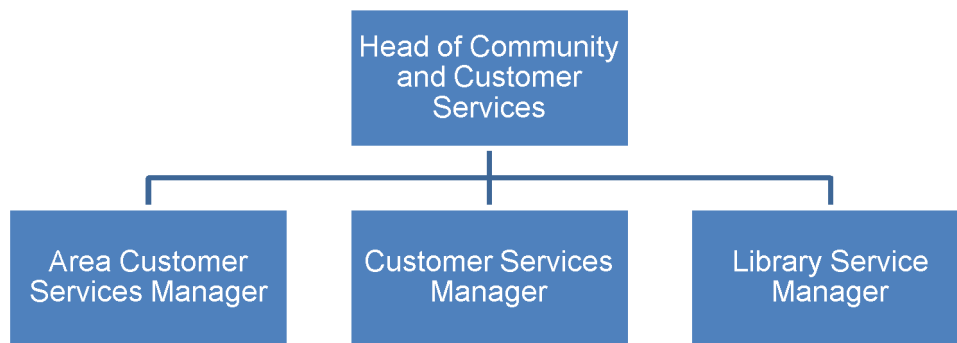 Head of Community
and Customer
Services
Area Customer
Services Manager
Customer Services
Manager
Library Service
Manager